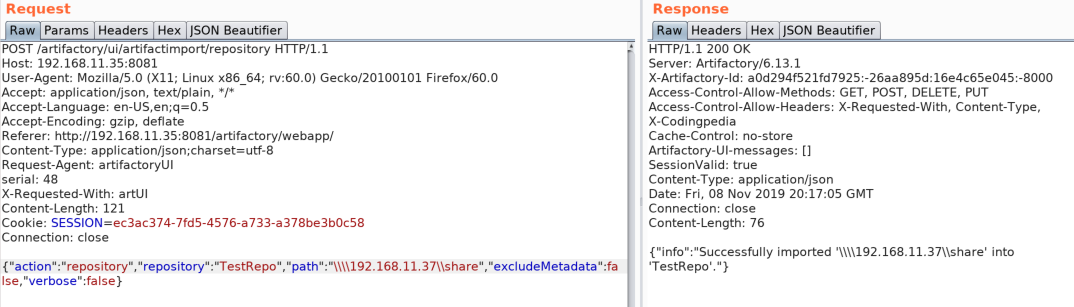 Request
Raw Params Headers Hex JSON Beautifier
POST /artifactory/ui/artifactimport/repository HTTP/1.1
Host: 192.168.11.35:8081
User-Agent: Mozilla/5.0 (X11; Linux x86_64; rv:60.0) Gecko/20100101 Firefox/60.0
Accept: application/json, text/plain, */*
Accept-Language: en-US,en;q=0.5
Accept-Encoding: gzip, deflate
Referer: http://192.168.11.35:8081/artifactory/webapp/
Content-Type: application/json;charset=utf-8
Request-Agent: artifactoryUI
serial: 48
X-Requested-With: artUI
Content-Length: 121
Cookie: SESSION=ec3ac374-7fd5-4576-a733-a378be3b0c58
Connection: close
{"action":"repository","repository":"TestRepo","path":"\\\\192.168.11.37\\share","excludeMetadata":fa
lse,"verbose":false}
Response
Raw Headers Hex JSON Beautifier
HTTP/1.1 200 OK
Server: Artifactory/6.13.1
X-Artifactory-Id: a0d294f521fd7925:-26aa895d:16e4c65e045:-8000
Access-Control-Allow-Methods: GET, POST, DELETE, PUT
Access-Control-Allow-Headers: X-Requested-With, Content-Type,
X-Codingpedia
Cache-Control: no-store
Artifactory-UI-messages: []
SessionValid: true
Content-Type: application/json
Date: Fri, 08 Nov 2019 20:17:05 GMT
Connection: close
Content-Length: 76
{"info":"Successfully imported '\\\\192.168.11.37\\share' into
'TestRepo'."}